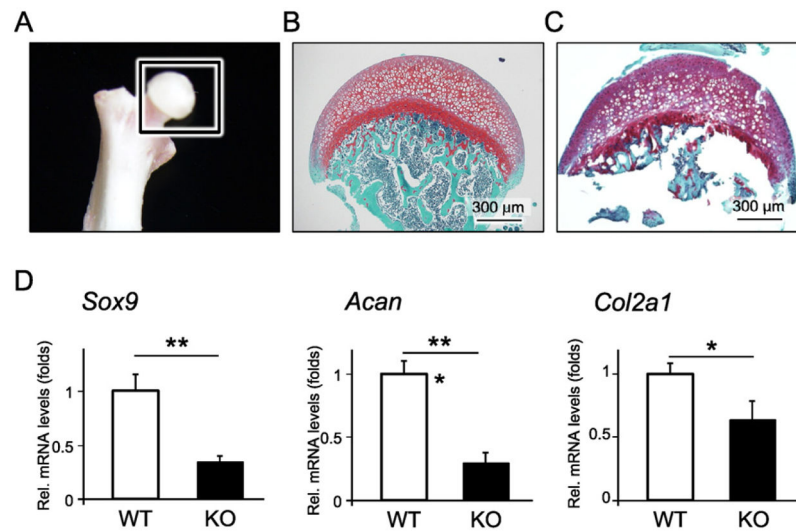 A
B
C
300 µm
300 µm
D
Sox9
Acan
Col2a1
Rel. mRNA levels (folds)
1
0.5
0
**
WT
KO
Rel. mRNA levels (folds)
1
0.5
0
**
*
WT
KO
Rel. mRNA levels (folds)
1
0.5
0
*
WT
KO